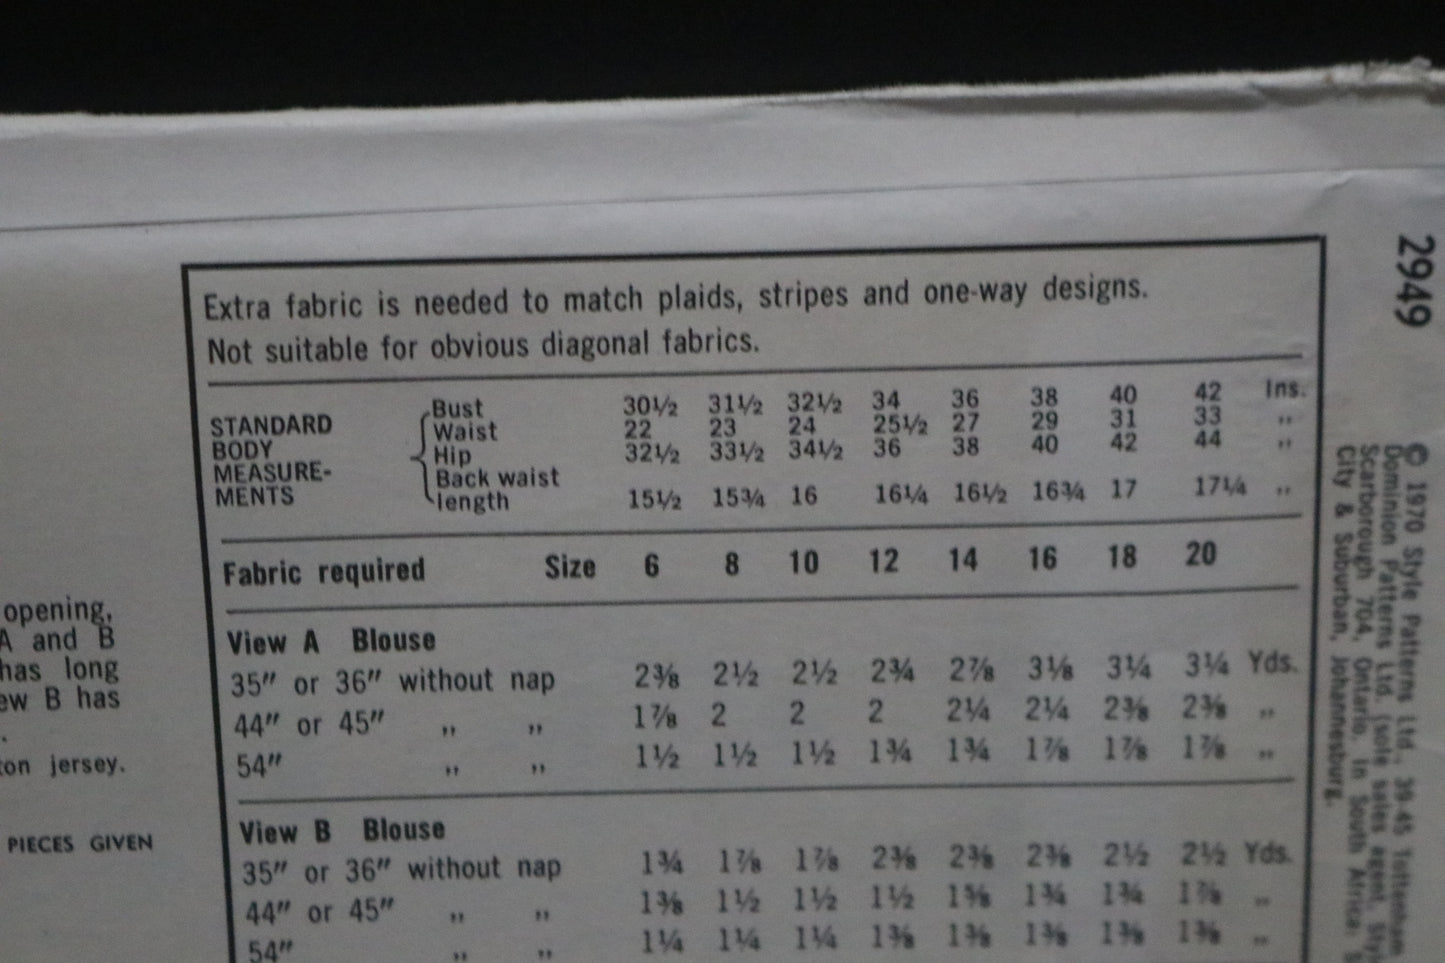 2949
Extra fabric is needed to match plaids, stripes and one-way designs.
Not suitable for obvious diagonal fabrics.
STANDARD BODY MEASURE-MENTS
Bust 30½ 31½ 32½ 34 36 38 40 42 Ins.
Waist 22 23 24 25½ 27 29 31 33 ,,
Hip 32½ 33½ 34½ 36 38 40 42 44 ,,
Back waist
length 15½ 15¾ 16 16¼ 16½ 16¾ 17 17¼ ,,
Fabric required Size 6 8 10 12 14 16 18 20
View A Blouse
35" or 36" without nap 2⅜ 2½ 2½ 2¾ 2⅞ 3⅛ 3¼ 3¼ Yds.
44" or 45" ,, ,, 1⅞ 2 2 2 2¼ 2¼ 2⅜ 2⅜ ,,
54" ,, ,, 1½ 1½ 1½ 1¾ 1¾ 1⅞ 1⅞ 1⅞ ,,
View B Blouse
35" or 36" without nap 1¾ 1⅞ 1⅞ 2⅜ 2⅜ 2⅜ 2½ 2½ Yds.
44" or 45" ,, ,, 1⅜ 1½ 1½ 1½ 1⅝ 1¾ 1¾ 1⅞ ,,
54" ,, ,, 1¼ 1¼ 1¼ 1⅜ 1⅜ 1⅜ 1⅜ 1⅜ ,,
opening,
A and B
has long
ew B has
.
ton jersey.
PIECES GIVEN
© 1970 Style Patterns Ltd., 39-45 Tottenham
Dominion Patterns Ltd. (sole sales agent, Styl
Scarborough 704, Ontario. In South Africa: S
City & Suburban, Johannesburg.